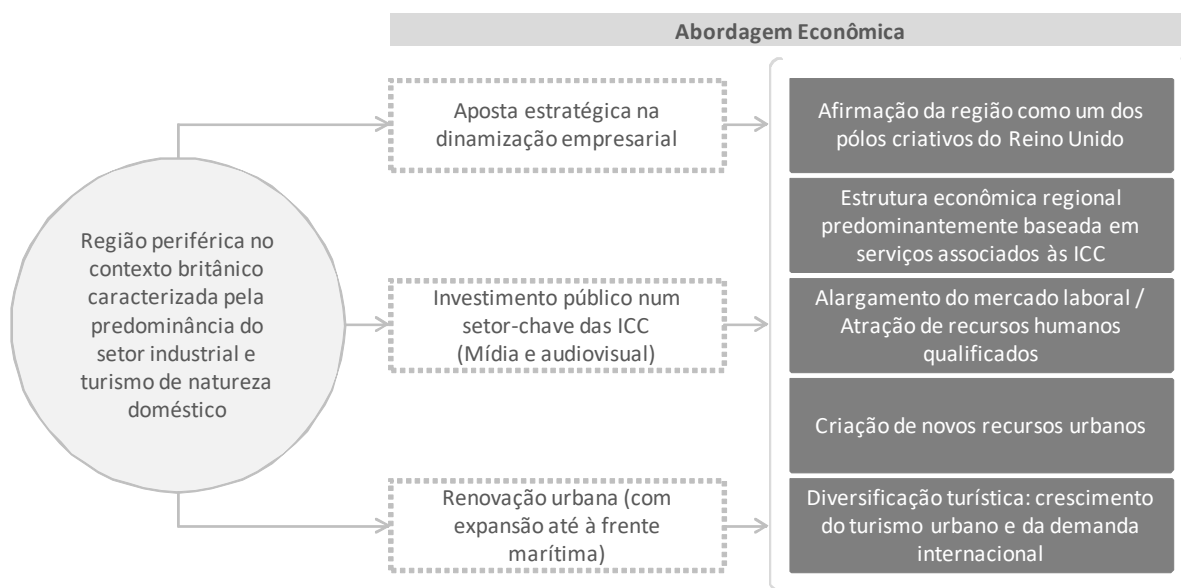 Abordagem Econômica
Região periférica no
contexto britânico
caracterizada pela
predominância do
setor industrial e
turismo de natureza
doméstico
Aposta estratégica na
dinamização empresarial
Investimento público num
setor-chave das ICC
(Mídia e audiovisual)
Renovação urbana (com
expansão até à frente
marítima)
Afirmação da região como um dos
pólos criativos do Reino Unido
Estrutura econômica regional
predominantemente baseada em
serviços associados às ICC
Alargamento do mercado laboral /
Atração de recursos humanos
qualificados
Criação de novos recursos urbanos
Diversificação turística: crescimento
do turismo urbano e da demanda
internacional